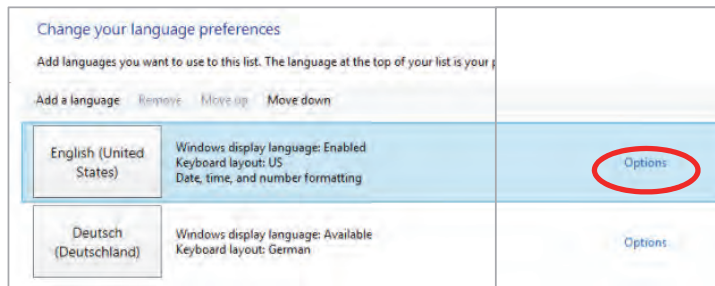 Change your language preferences
Add languages you want to use to this list. The language at the top of your list is your
Add a language Remove Move up Move down
English (United States)
Windows display language: Enabled
Keyboard layout: US
Date, time, and number formatting
Options
Deutsch (Deutschland)
Windows display language: Available
Keyboard layout: German
Options